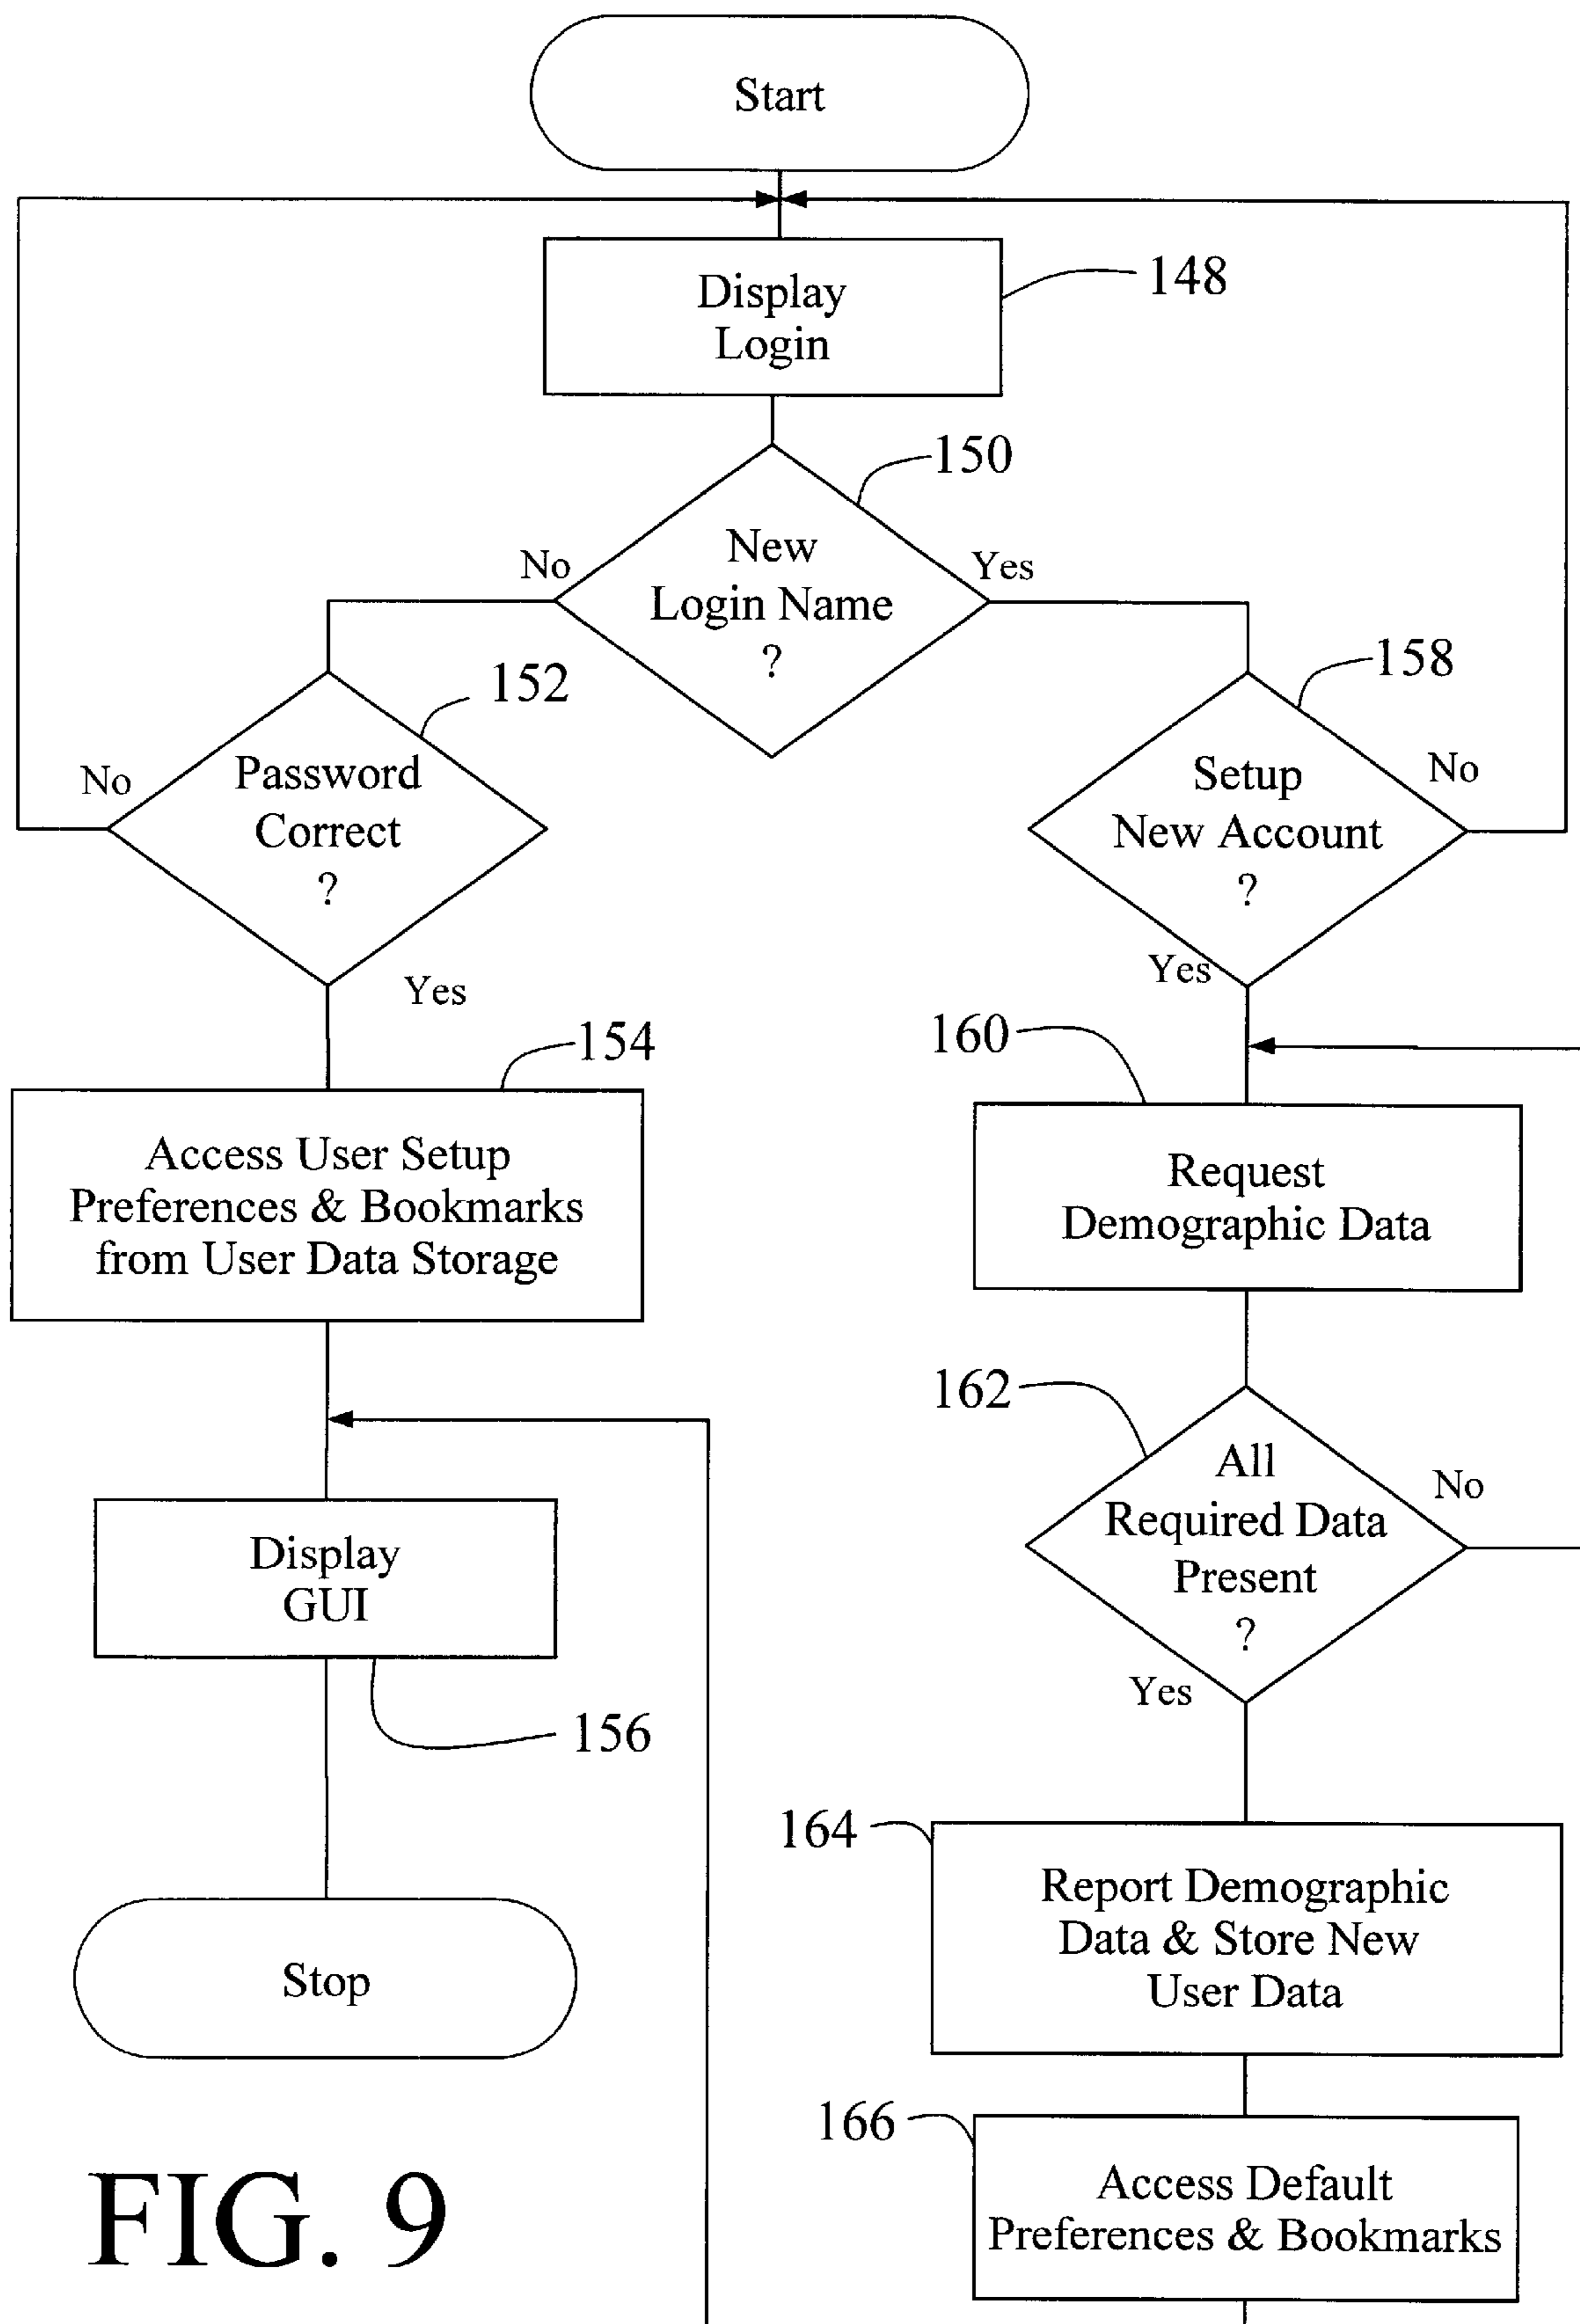 Start
Display
Login
148
150
New
Login Name
?
No
Yes
152
Password
Correct
?
No
Yes
158
Setup
New Account
?
No
Yes
154
Access User Setup
Preferences & Bookmarks
from User Data Storage
160
Request
Demographic Data
162
All
Required Data
Present
?
No
Yes
Display
GUI
156
Stop
164
Report Demographic
Data & Store New
User Data
166
Access Default
Preferences & Bookmarks
FIG. 9